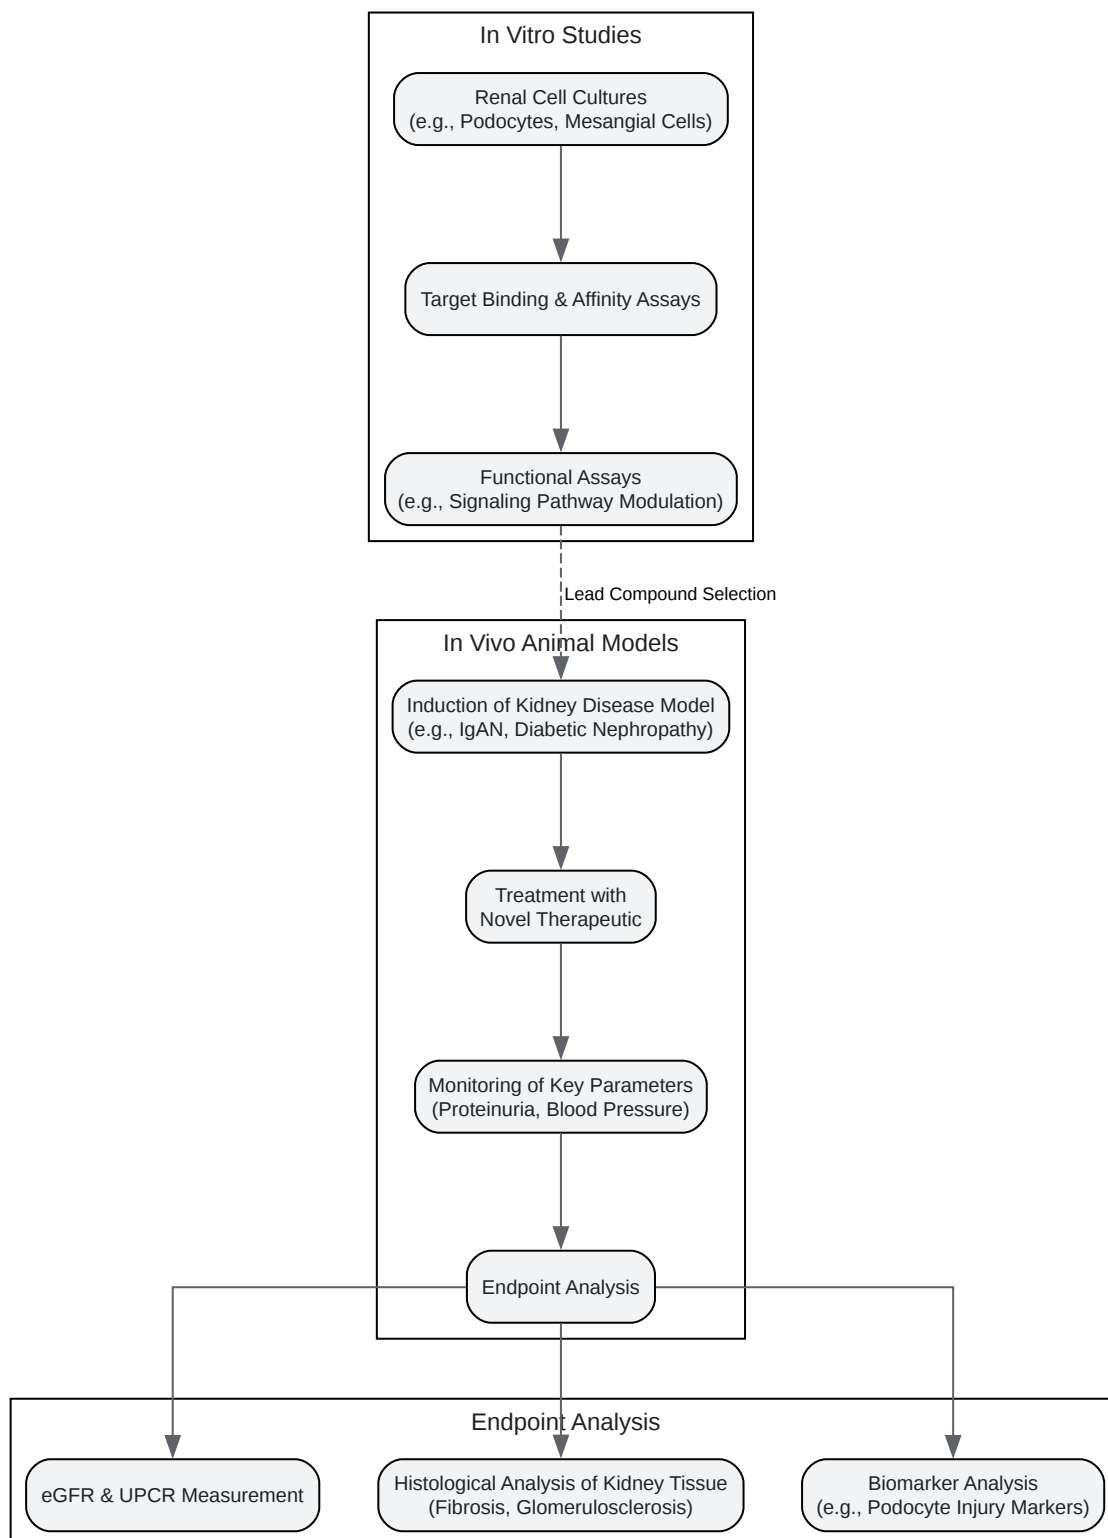 In Vitro Studies
Renal Cell Cultures
(e.g., Podocytes, Mesangial Cells)
Target Binding & Affinity Assays
Functional Assays
(e.g., Signaling Pathway Modulation)
Lead Compound Selection
In Vivo Animal Models
Induction of Kidney Disease Model
(e.g., IgAN, Diabetic Nephropathy)
Treatment with
Novel Therapeutic
Monitoring of Key Parameters
(Proteinuria, Blood Pressure)
Endpoint Analysis
Endpoint Analysis
eGFR & UPCR Measurement
Histological Analysis of Kidney Tissue
(Fibrosis, Glomerulosclerosis)
Biomarker Analysis
(e.g., Podocyte Injury Markers)